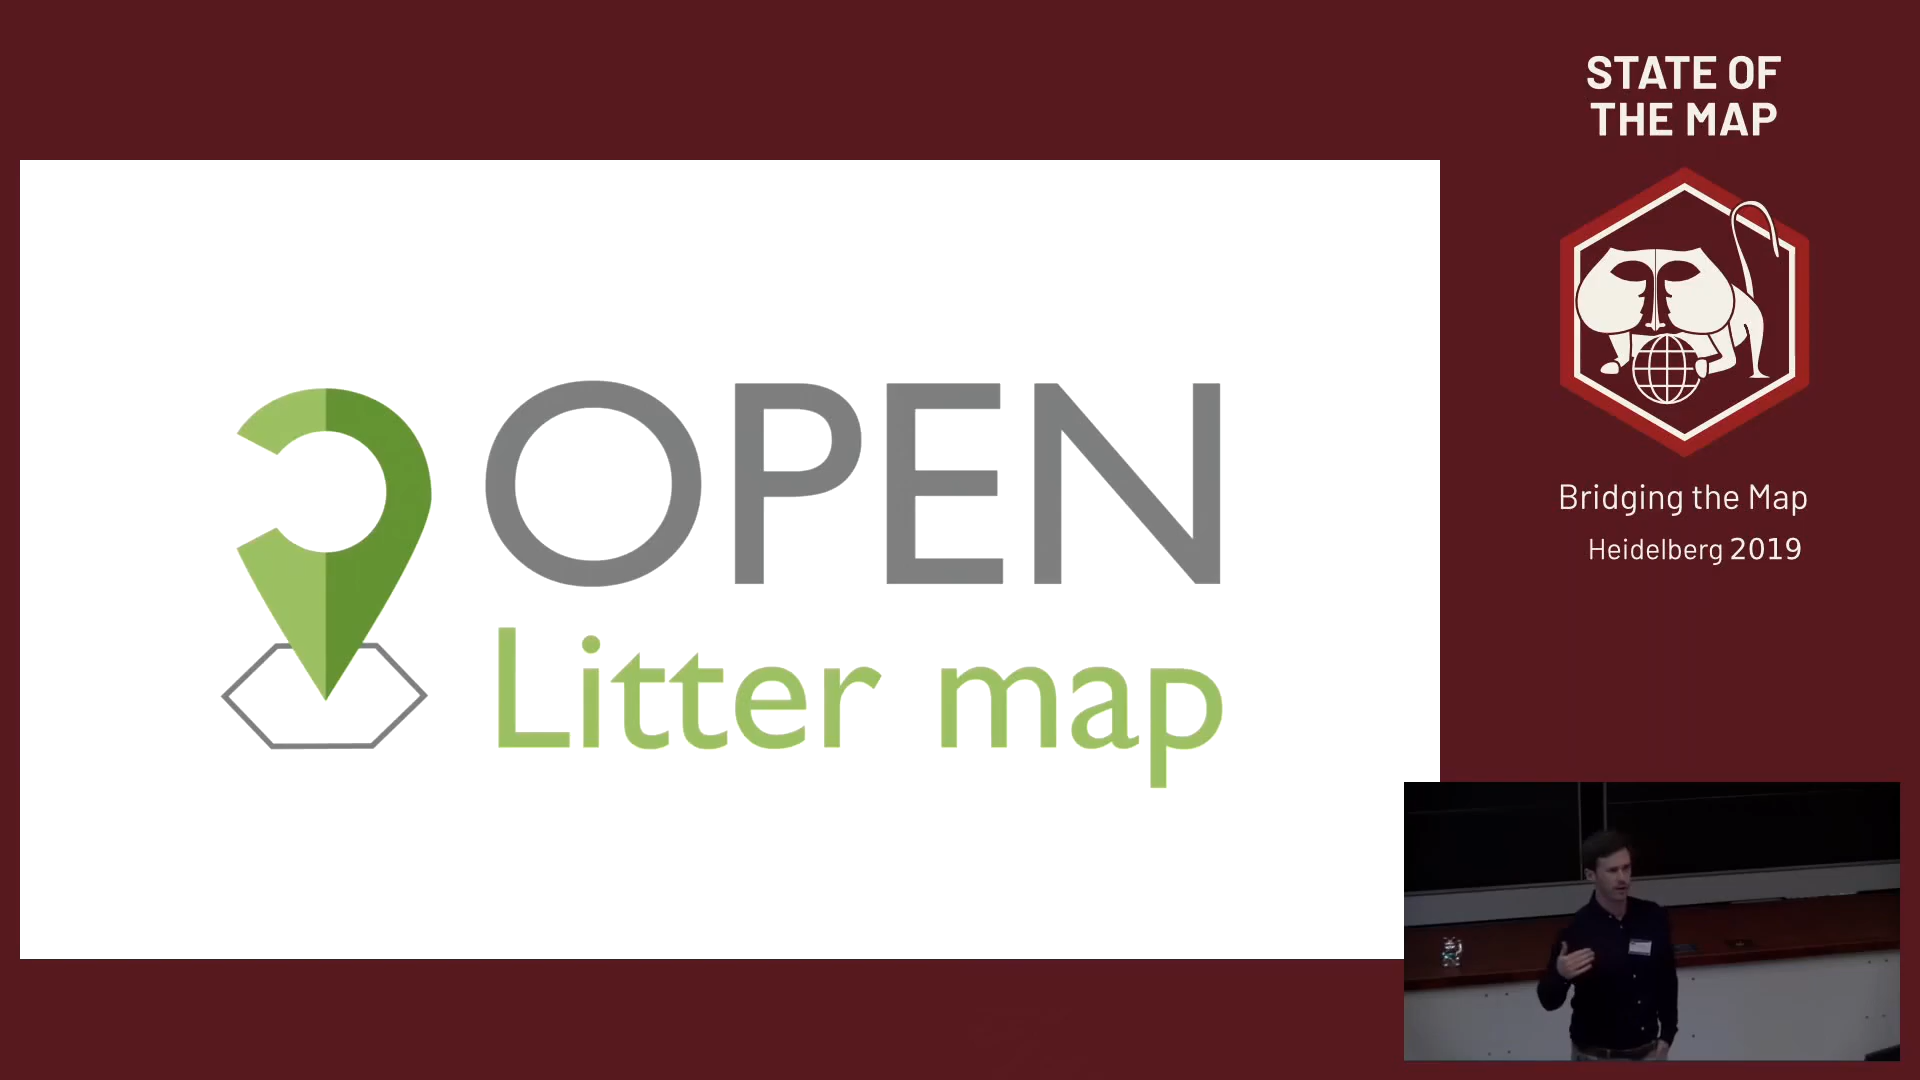 OPEN
Litter map
STATE OF
THE MAP
Bridging the Map
Heidelberg 2019